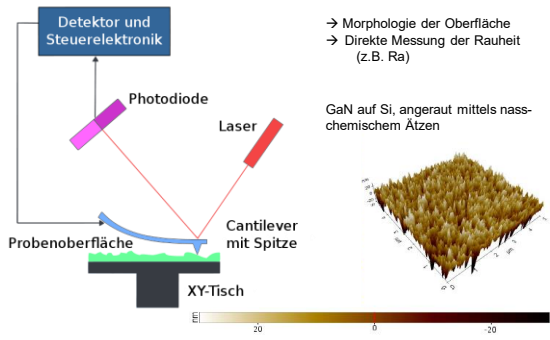 Detektor und
Steuerelektronik
→ Morphologie der Oberfläche
→ Direkte Messung der Rauheit
(z.B. Ra)
Photodiode
Laser
GaN auf Si, angeraut mittels nass-
chemischem Ätzen
Probenoberfläche
Cantilever
mit Spitze
XY-Tisch
20
0
-20